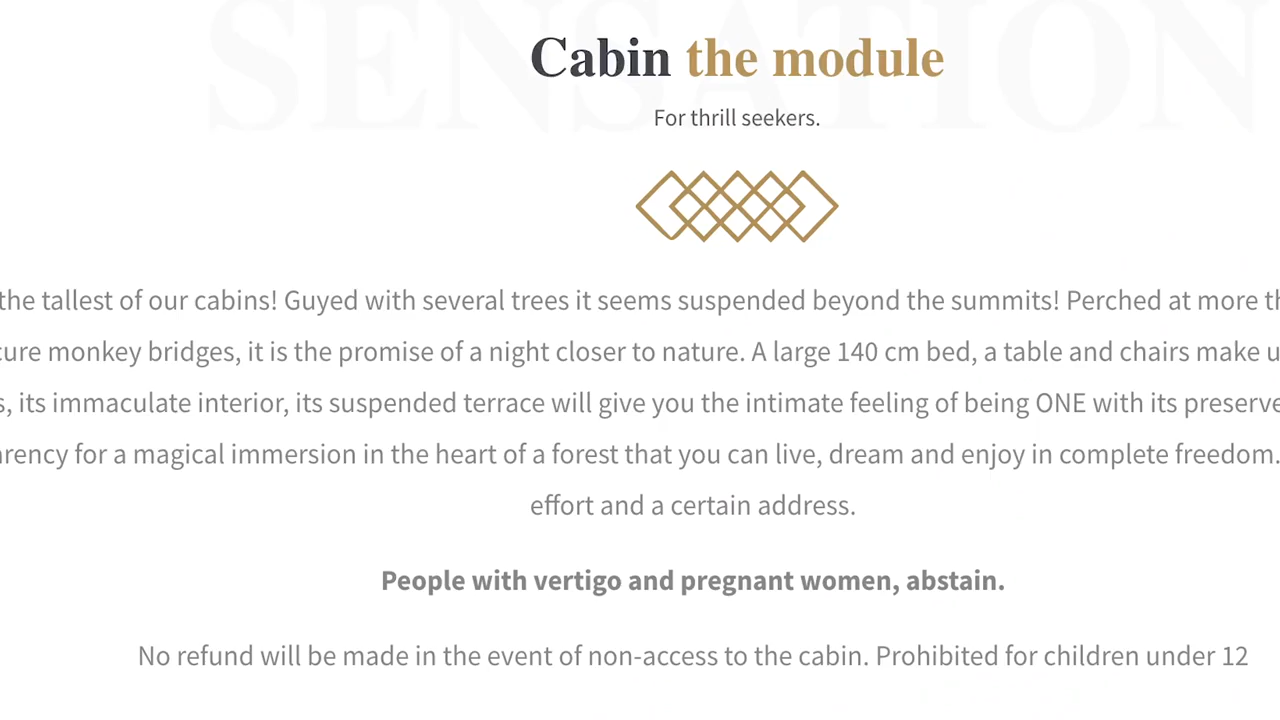 SENSATION
Cabin the module
For thrill seekers.
the tallest of our cabins! Guyed with several trees it seems suspended beyond the summits! Perched at more
monkey bridges, it is the promise of a night closer to nature. A large 140 cm bed, a table and chairs make
its immaculate interior, its suspended terrace will give you the intimate feeling of being ONE with its
for a magical immersion in the heart of a forest that you can live, dream and enjoy in complete freedom.
effort and a certain address.
People with vertigo and pregnant women, abstain.
No refund will be made in the event of non-access to the cabin. Prohibited for children under 12